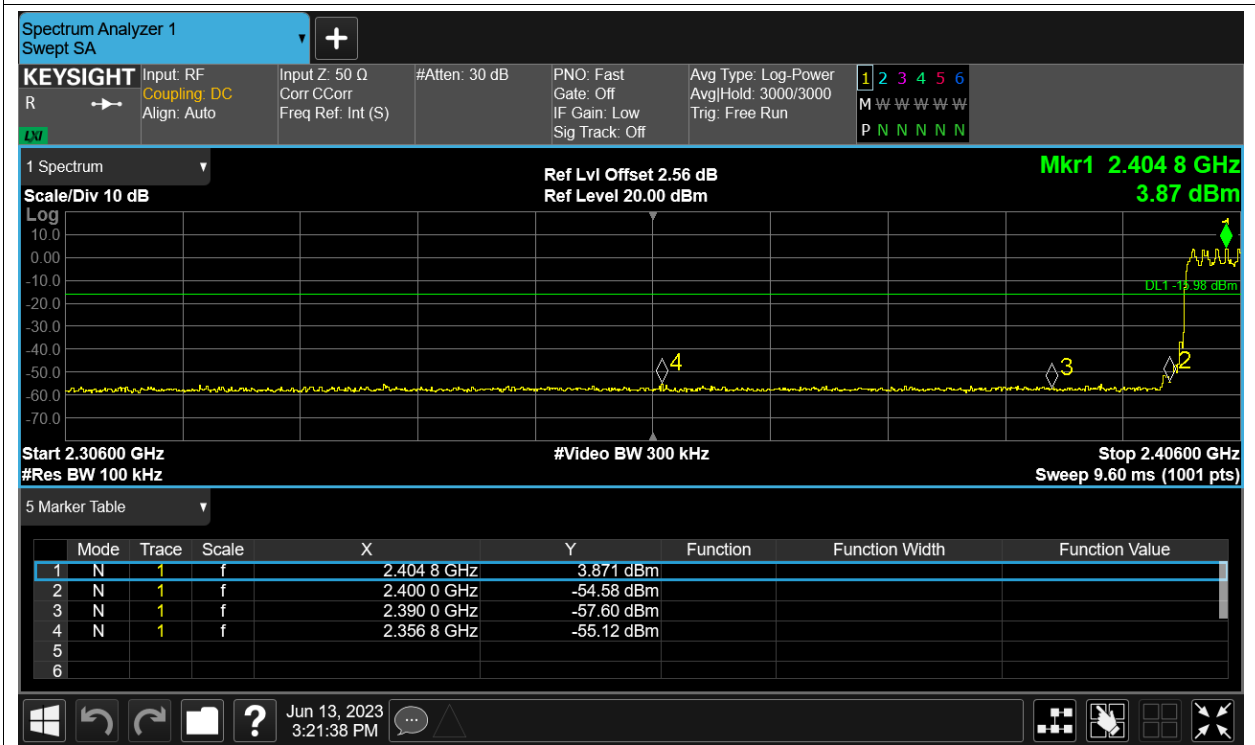 Spectrum Analyzer 1
Swept SA
KEYSIGHT Input: RF Input Z: 50 Ω #Atten: 30 dB PNO: Fast Avg Type: Log-Power 1 2 3 4 5 6
R Coupling: DC Corr CCorr Gate: Off Avg|Hold: 3000/3000 M W W W W W
Align: Auto Freq Ref: Int (S) IF Gain: Low Trig: Free Run
LXI Sig Track: Off P N N N N N
1 Spectrum Ref Lvl Offset 2.56 dB Mkr1 2.404 8 GHz
Scale/Div 10 dB Ref Level 20.00 dBm 3.87 dBm
Log
1
10.0
0.00
-10.0
DL1 -15.98 dBm
-20.0
-30.0
-40.0
4 3 2
-50.0
-60.0
-70.0
Start 2.30600 GHz #Video BW 300 kHz Stop 2.40600 GHz
#Res BW 100 kHz Sweep 9.60 ms (1001 pts)
5 Marker Table
Mode Trace Scale X Y Function Function Width Function Value
1 N 1 f 2.404 8 GHz 3.871 dBm
2 N 1 f 2.400 0 GHz -54.58 dBm
3 N 1 f 2.390 0 GHz -57.60 dBm
4 N 1 f 2.356 8 GHz -55.12 dBm
5
6
? Jun 13, 2023
3:21:38 PM